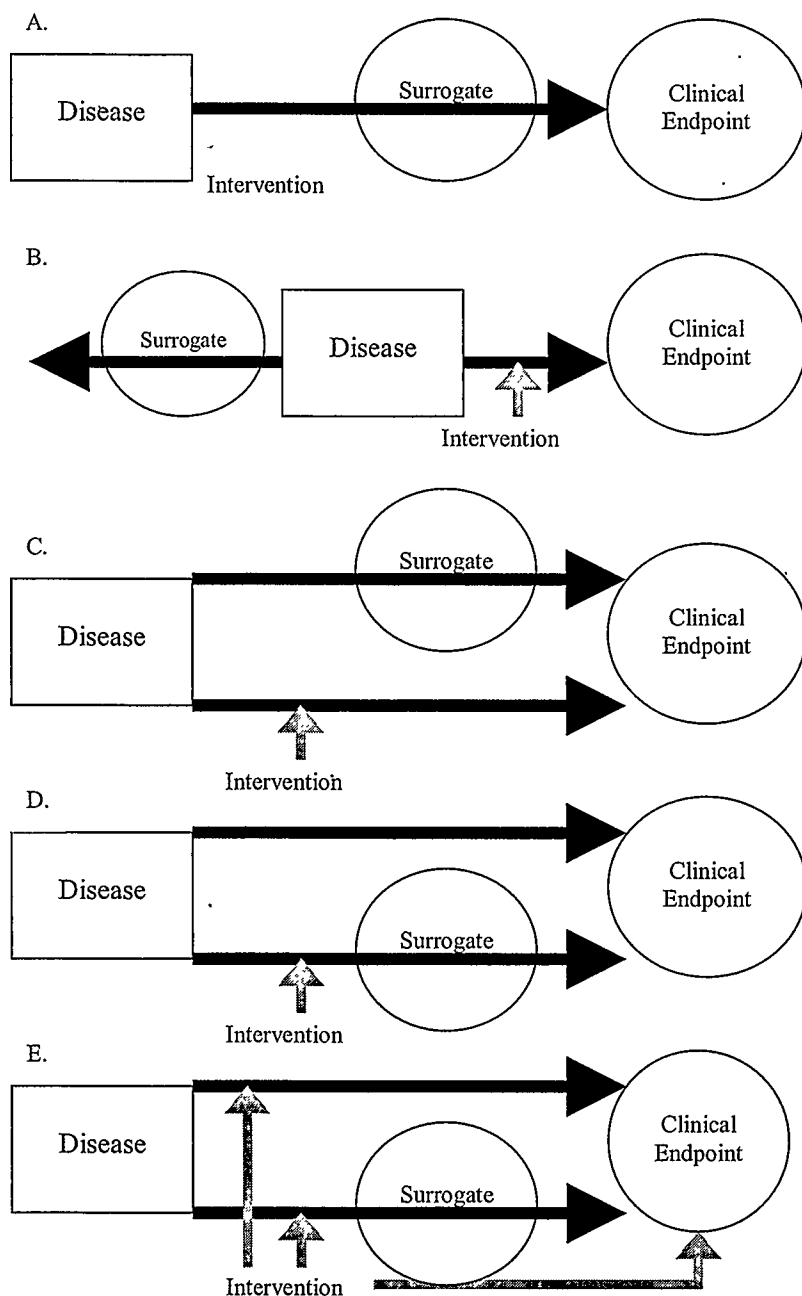 A.
Disease
Surrogate
Clinical
Endpoint
Intervention
B.
Surrogate
Disease
Clinical
Endpoint
Intervention
C.
Disease
Surrogate
Clinical
Endpoint
Intervention
D.
Disease
Surrogate
Clinical
Endpoint
Intervention
E.
Disease
Surrogate
Clinical
Endpoint
Intervention